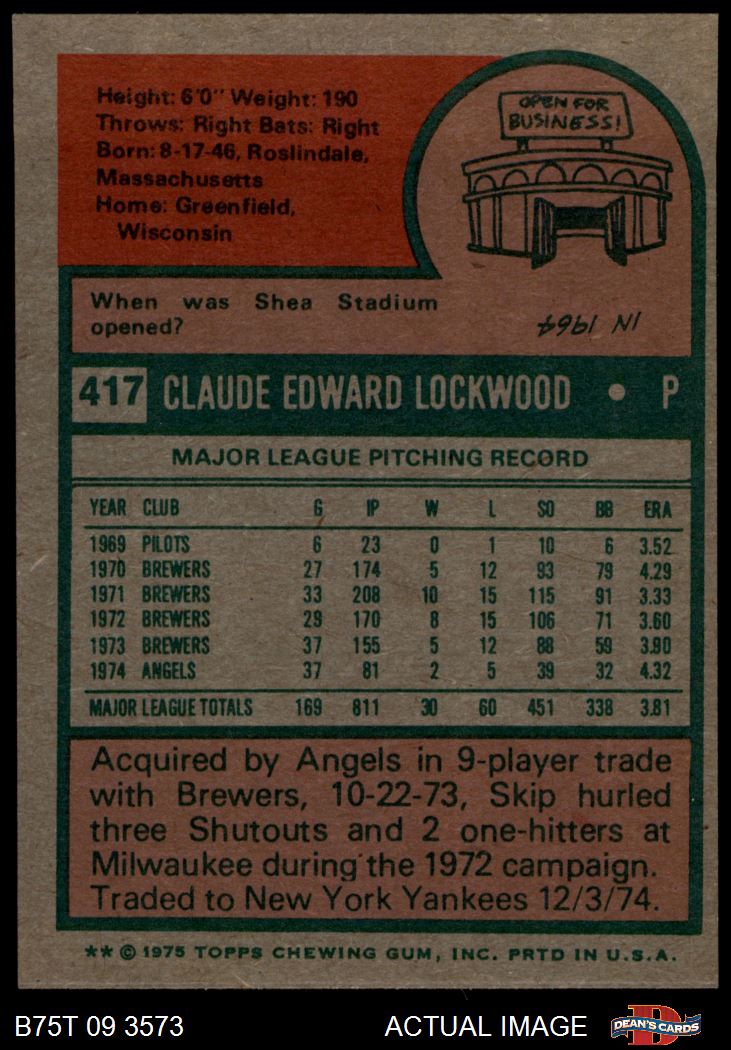 Height: 6'0" Weight: 190
Throws: Right Bats: Right
Born: 8-17-46, Roslindale,
Massachusetts
Home: Greenfield,
Wisconsin
OPEN FOR
BUSINESS!
When was Shea Stadium
opened?
IN 1964
417 CLAUDE EDWARD LOCKWOOD • P
MAJOR LEAGUE PITCHING RECORD
YEAR CLUB G IP W L SO BB ERA
1969 PILOTS 6 23 0 1 10 6 3.52
1970 BREWERS 27 174 5 12 93 79 4.29
1971 BREWERS 33 208 10 15 115 91 3.33
1972 BREWERS 29 170 8 15 106 71 3.60
1973 BREWERS 37 155 5 12 88 59 3.90
1974 ANGELS 37 81 2 5 39 32 4.32
MAJOR LEAGUE TOTALS 169 811 30 60 451 338 3.81
Acquired by Angels in 9-player trade
with Brewers, 10-22-73, Skip hurled
three Shutouts and 2 one-hitters at
Milwaukee during the 1972 campaign.
Traded to New York Yankees 12/3/74.
** © 1975 TOPPS CHEWING GUM, INC. PRTD IN U.S.A.
B75T 09 3573 ACTUAL IMAGE DEAN'S CARDS